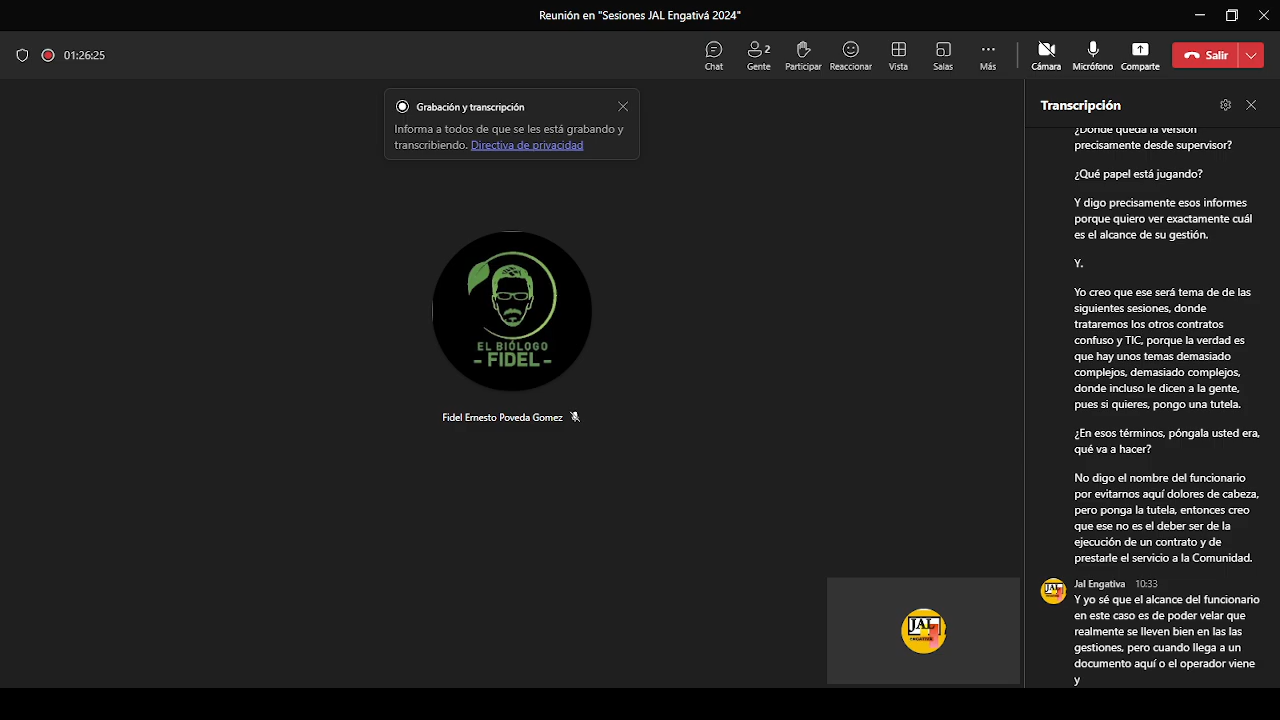 Reunión en "Sesiones JAL Engativá 2024"
01:26:25
Chat
Gente
2
Participar
Reaccionar
Vista
Salas
Más
Cámara
Micrófono
Comparte
Salir
Grabación y transcripción
Informa a todos de que se les está grabando y
transcribiendo. Directiva de privacidad
EL BIÓLOGO
-FIDEL-
Fidel Ernesto Poveda Gomez
JAL
ENGATIVÁ
Transcripción
¿Dónde queda la versión
precisamente desde supervisor?
¿Qué papel está jugando?
Y digo precisamente esos informes
porque quiero ver exactamente cuál
es el alcance de su gestión.
Y.
Yo creo que ese será tema de de las
siguientes sesiones, donde
trataremos los otros contratos
confuso y TIC, porque la verdad es
que hay unos temas demasiado
complejos, demasiado complejos,
donde incluso le dicen a la gente,
pues si quieres, pongo una tutela.
¿En esos términos, póngala usted era,
qué va a hacer?
No digo el nombre del funcionario
por evitarnos aquí dolores de cabeza,
pero ponga la tutela, entonces creo
que ese no es el deber ser de la
ejecución de un contrato y de
prestarle el servicio a la Comunidad.
JAL
Jal Engativa 10:33
Y yo sé que el alcance del funcionario
en este caso es de poder velar que
realmente se lleven bien en las las
gestiones, pero cuando llega a un
documento aquí o el operador viene
y